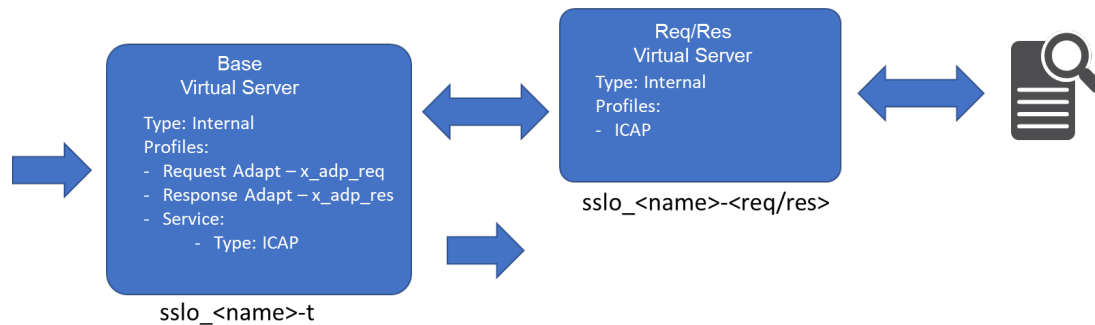 Base
Virtual Server
Type: Internal
Profiles:
- Request Adapt – x_adp_req
- Response Adapt – x_adp_res
- Service:
- Type: ICAP
sslo_<name>-t
Req/Res
Virtual Server
Type: Internal
Profiles:
- ICAP
sslo_<name>-<req/res>